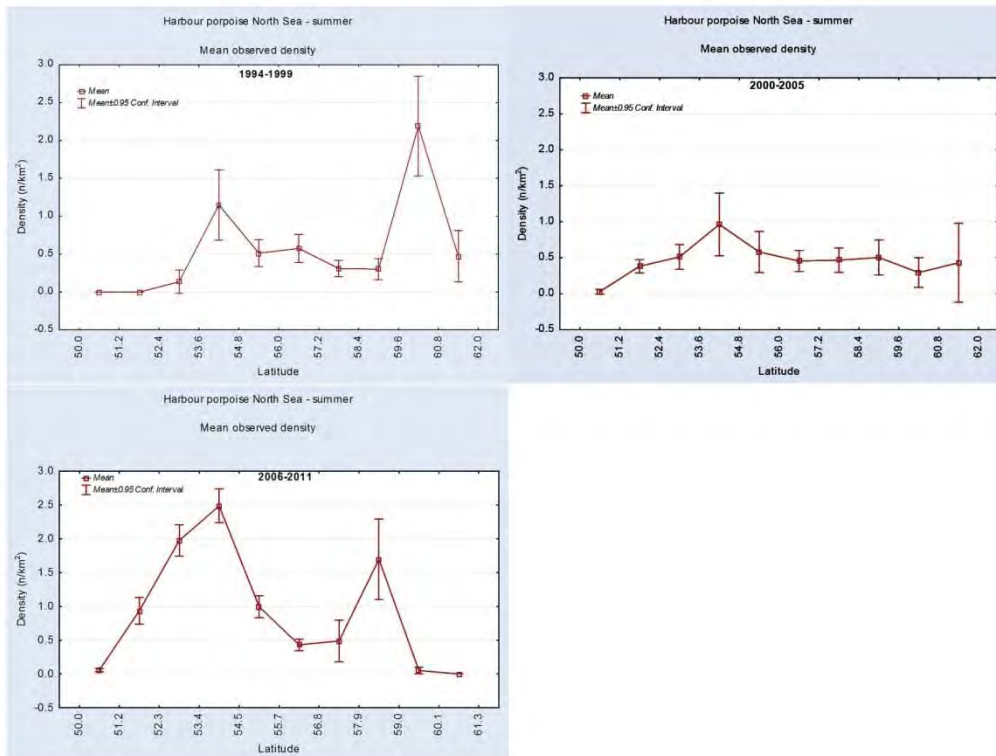 Harbour porpoise North Sea - summer
Mean observed density
1994-1999
Mean
Mean±0.95 Conf. Interval
Density (n/km²)
3.0
2.5
2.0
1.5
1.0
0.5
0.0
-0.5
50.0 51.2 52.4 53.6 54.8 56.0 57.2 58.4 59.6 60.8 62.0
Latitude
Harbour porpoise North Sea - summer
Mean observed density
2000-2005
Mean
Mean±0.95 Conf. Interval
Density (n/km²)
3.0
2.5
2.0
1.5
1.0
0.5
0.0
-0.5
50.0 51.2 52.4 53.6 54.8 56.0 57.2 58.4 59.6 60.8 62.0
Latitude
Harbour porpoise North Sea - summer
Mean observed density
2006-2011
Mean
Mean±0.95 Conf. Interval
Density (n/km²)
3.0
2.5
2.0
1.5
1.0
0.5
0.0
-0.5
50.0 51.2 52.3 53.4 54.5 55.7 56.8 57.9 59.0 60.1 61.3
Latitude